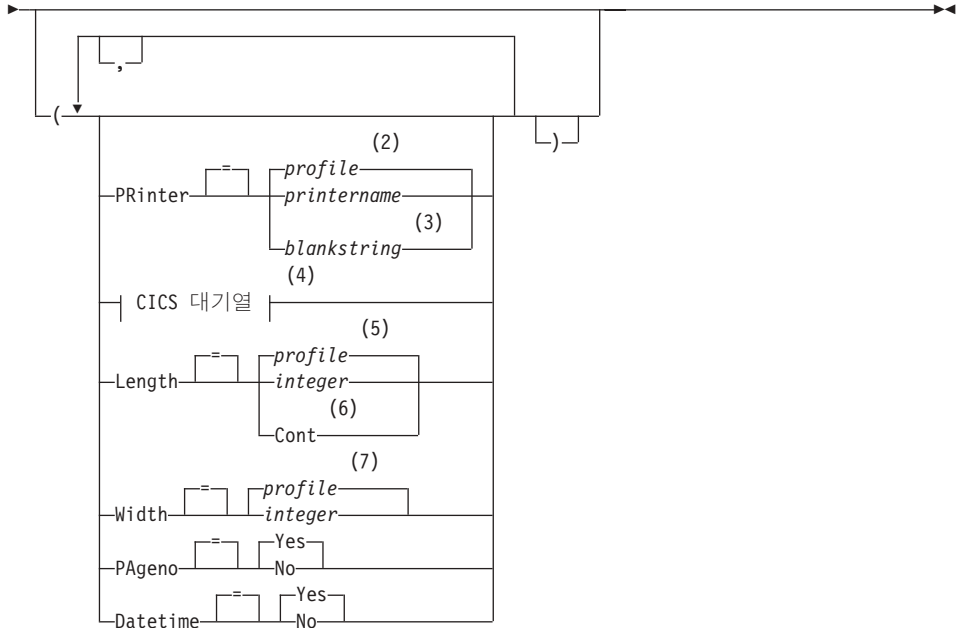 ,
(
)
(2)
=
profile
PRinter
printername
(3)
blankstring
(4)
CICS 대기열
(5)
=
profile
Length
integer
(6)
Cont
(7)
=
profile
Width
integer
=
Yes
PAgeno
No
=
Yes
Datetime
No